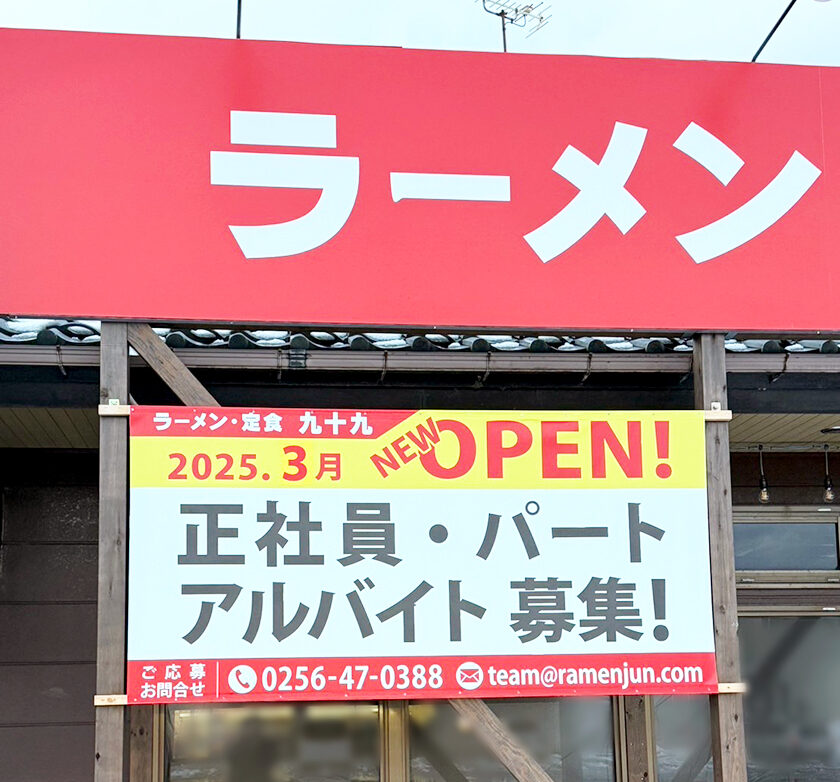 ラーメン
ラーメン・定食 九十九
2025. 3月 NEW OPEN!
正社員・パート
アルバイト 募集!
ご応募
お問合せ
0256-47-0388 team@ramenjun.com